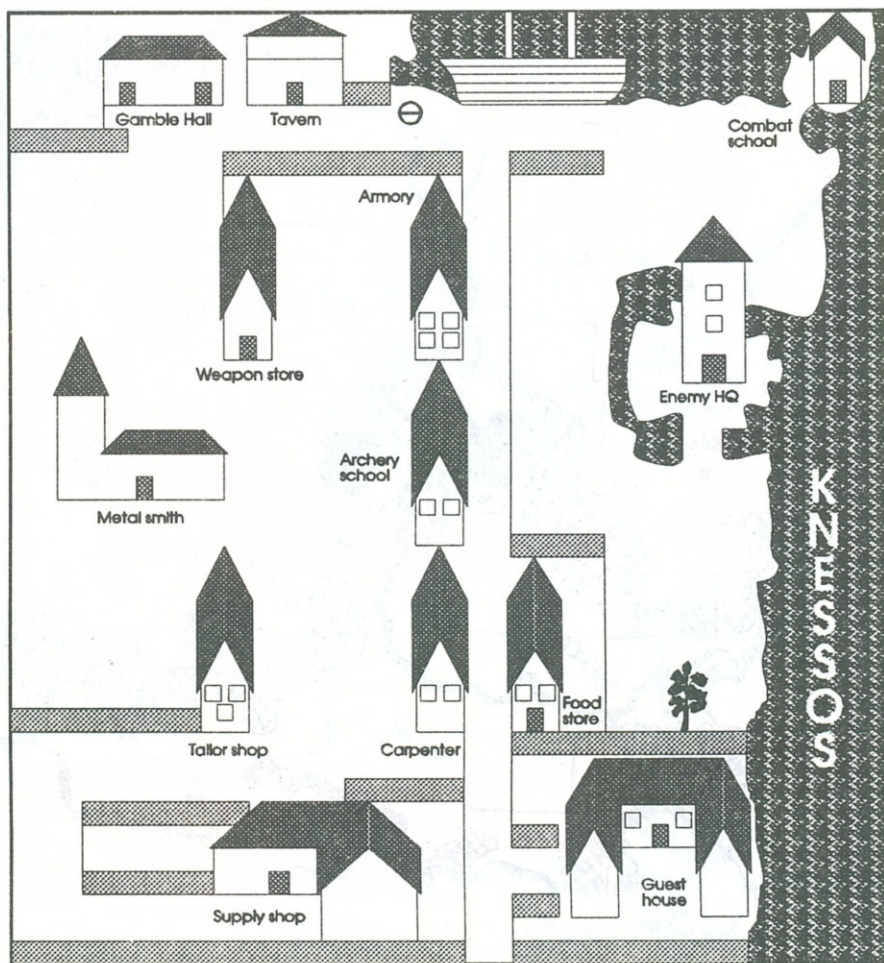 Gamble Hall
Tavern
Combat
school
Armory
Weapon store
Enemy HQ
Archery
school
Metal smith
KNESSOS
Food
store
Tailor shop
Carpenter
Guest
house
Supply shop